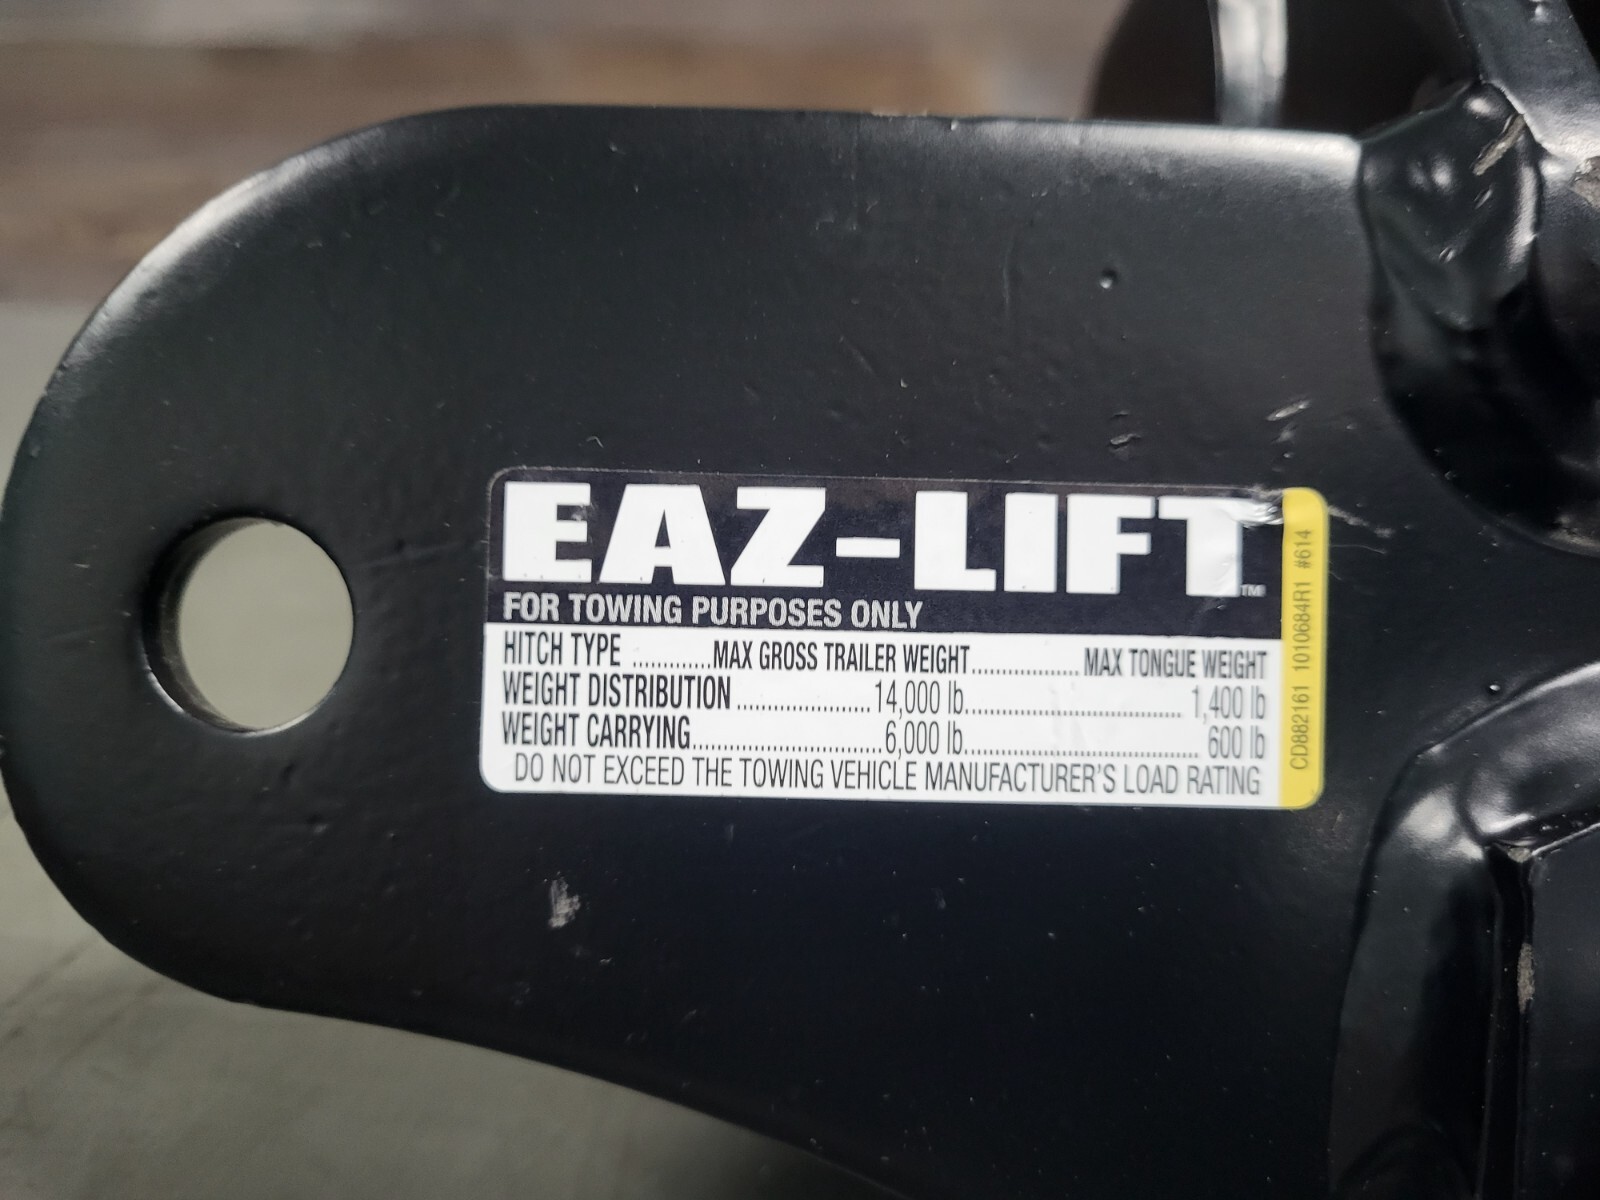 EAZ-LIFT™
FOR TOWING PURPOSES ONLY
HITCH TYPE .............MAX GROSS TRAILER WEIGHT.................. MAX TONGUE WEIGHT
WEIGHT DISTRIBUTION ......................14,000 lb.................................... 1,400 lb
WEIGHT CARRYING...............................6,000 lb....................................... 600 lb
DO NOT EXCEED THE TOWING VEHICLE MANUFACTURER'S LOAD RATING
CD882161 1010684R1 #614